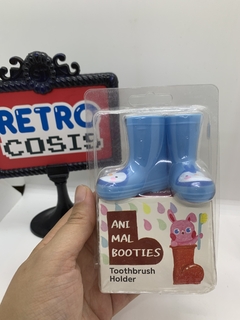 RETRO
COSIS
ANI
MAL
BOOTIES
Toothbrush
Holder